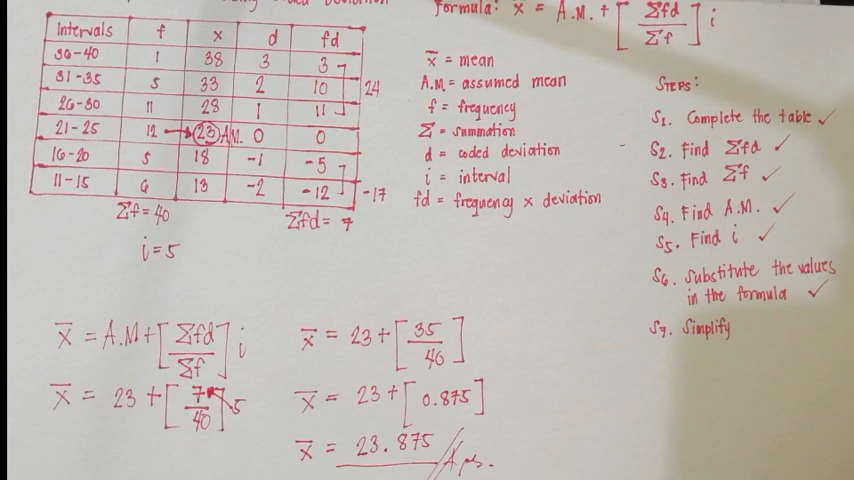 Using Coded Deviation
Formula: x̄ = A.M. + [Σfd / Σf] i
Intervals f x d fd
36-40 1 38 3 3
31-35 5 33 2 10 24
26-30 11 28 1 11
21-25 12 → 23 A.M. 0 0
16-20 5 18 -1 -5
11-15 6 13 -2 -12 -17
Σf = 40 Σfd = 7
i = 5
x̄ = mean
A.M. = assumed mean
f = frequency
Σ = summation
d = coded deviation
i = interval
fd = frequency x deviation
STEPS:
S1. Complete the table ✓
S2. Find Σfd ✓
S3. Find Σf ✓
S4. Find A.M. ✓
S5. Find i ✓
S6. Substitute the values
in the formula ✓
S7. Simplify
x̄ = A.M + [Σfd / Σf] i
x̄ = 23 + [7 / 40] 5
x̄ = 23 + [35 / 40]
x̄ = 23 + [0.875]
x̄ = 23.875 // Ans.